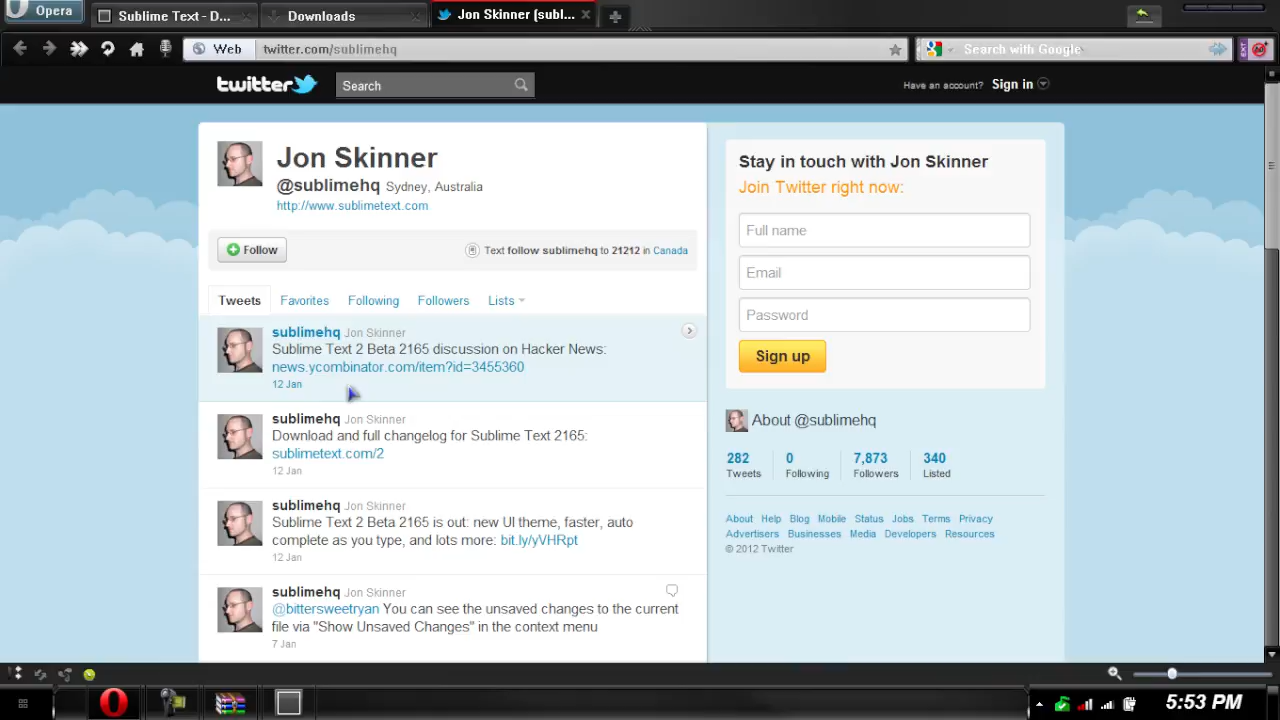 Opera
Sublime Text - D...
Downloads
Jon Skinner [subl...
Web
twitter.com/sublimehq
Search with Google
twitter
Search
Have an account? Sign in
Jon Skinner
@sublimehq Sydney, Australia
http://www.sublimetext.com
Follow
Text follow sublimehq to 21212 in Canada
Tweets
Favorites
Following
Followers
Lists
sublimehq Jon Skinner
Sublime Text 2 Beta 2165 discussion on Hacker News:
news.ycombinator.com/item?id=3455360
12 Jan
sublimehq Jon Skinner
Download and full changelog for Sublime Text 2165:
sublimetext.com/2
12 Jan
sublimehq Jon Skinner
Sublime Text 2 Beta 2165 is out: new UI theme, faster, auto
complete as you type, and lots more: bit.ly/yVHRpt
12 Jan
sublimehq Jon Skinner
@bittersweetryan You can see the unsaved changes to the current
file via "Show Unsaved Changes" in the context menu
7 Jan
Stay in touch with Jon Skinner
Join Twitter right now:
Full name
Email
Password
Sign up
About @sublimehq
282 0 7,873 340
Tweets Following Followers Listed
About Help Blog Mobile Status Jobs Terms Privacy
Advertisers Businesses Media Developers Resources
© 2012 Twitter
5:53 PM